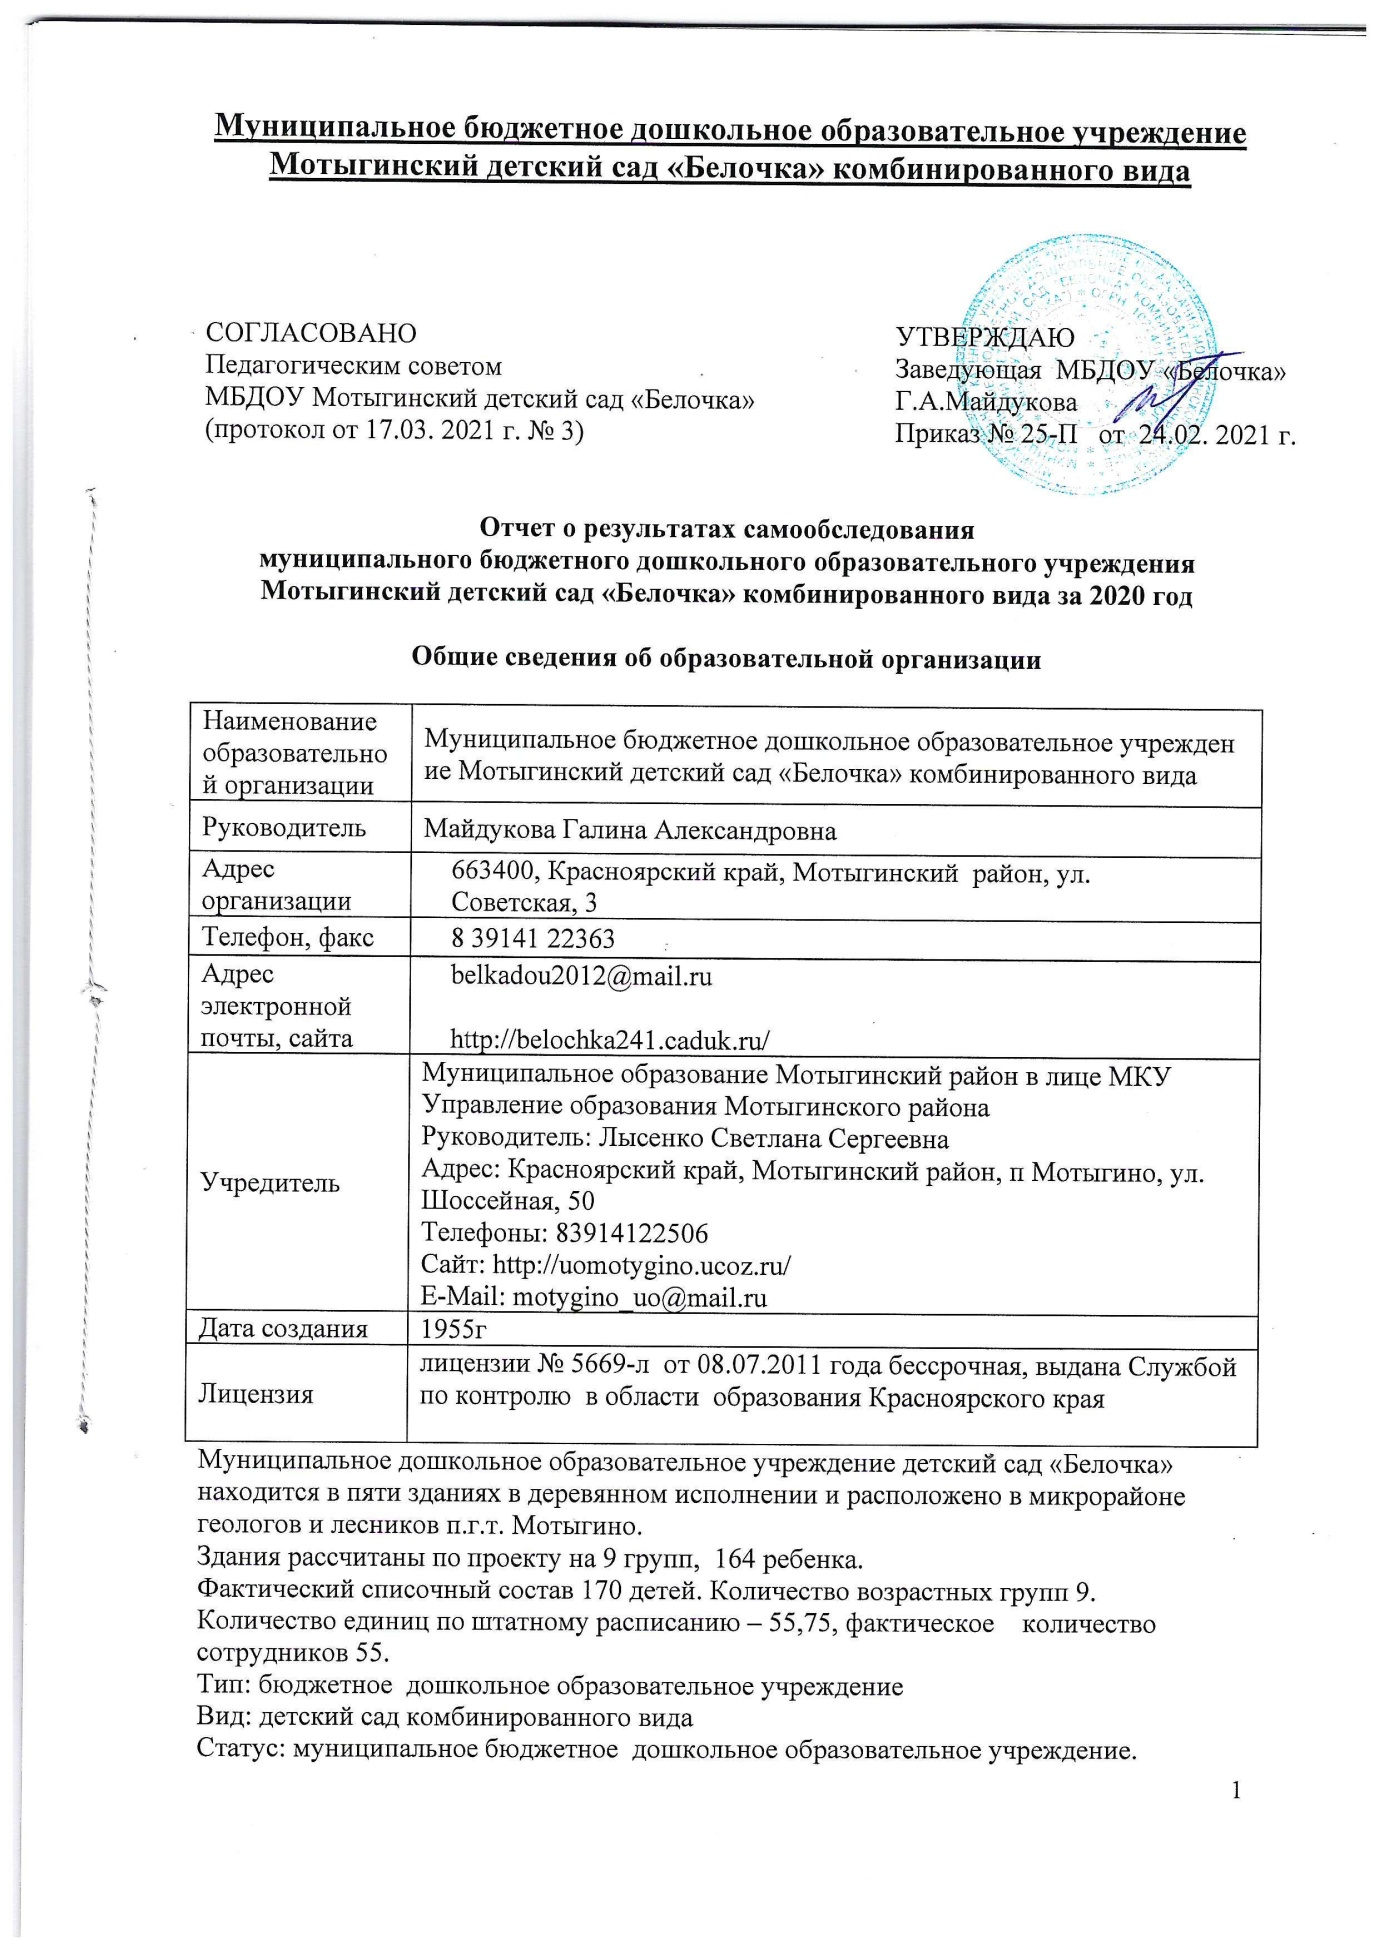 Муниципальное бюджетное дошкольное образовательное учреждение
Мотыгинский детский сад «Белочка» комбинированного вида
СОГЛАСОВАНО
Педагогическим советом
МБДОУ Мотыгинский детский сад «Белочка»
(протокол от 17.03. 2021 г. № 3)
УТВЕРЖДАЮ
Заведующая МБДОУ «Белочка»
Г.А.Майдукова
Приказ № 25-П от 24.02. 2021 г.
Отчет о результатах самообследования
муниципального бюджетного дошкольного образовательного учреждения
Мотыгинский детский сад «Белочка» комбинированного вида за 2020 год
Общие сведения об образовательной организации
Наименование
образовательно
й организации
Муниципальное бюджетное дошкольное образовательное учрежден
ие Мотыгинский детский сад «Белочка» комбинированного вида
Руководитель
Майдукова Галина Александровна
Адрес
организации
663400, Красноярский край, Мотыгинский район, ул.
Советская, 3
Телефон, факс
8 39141 22363
Адрес
электронной
почты, сайта
belkadou2012@mail.ru
http://belochka241.caduk.ru/
Учредитель
Муниципальное образование Мотыгинский район в лице МКУ
Управление образования Мотыгинского района
Руководитель: Лысенко Светлана Сергеевна
Адрес: Красноярский край, Мотыгинский район, п Мотыгино, ул.
Шоссейная, 50
Телефоны: 83914122506
Сайт: http://uomotygino.ucoz.ru/
E-Mail: motygino_uo@mail.ru
Дата создания
1955г
Лицензия
лицензии № 5669-л от 08.07.2011 года бессрочная, выдана Службой
по контролю в области образования Красноярского края
Муниципальное дошкольное образовательное учреждение детский сад «Белочка»
находится в пяти зданиях в деревянном исполнении и расположено в микрорайоне
геологов и лесников п.г.т. Мотыгино.
Здания рассчитаны по проекту на 9 групп, 164 ребенка.
Фактический списочный состав 170 детей. Количество возрастных групп 9.
Количество единиц по штатному расписанию – 55,75, фактическое количество
сотрудников 55.
Тип: бюджетное дошкольное образовательное учреждение
Вид: детский сад комбинированного вида
Статус: муниципальное бюджетное дошкольное образовательное учреждение.
1